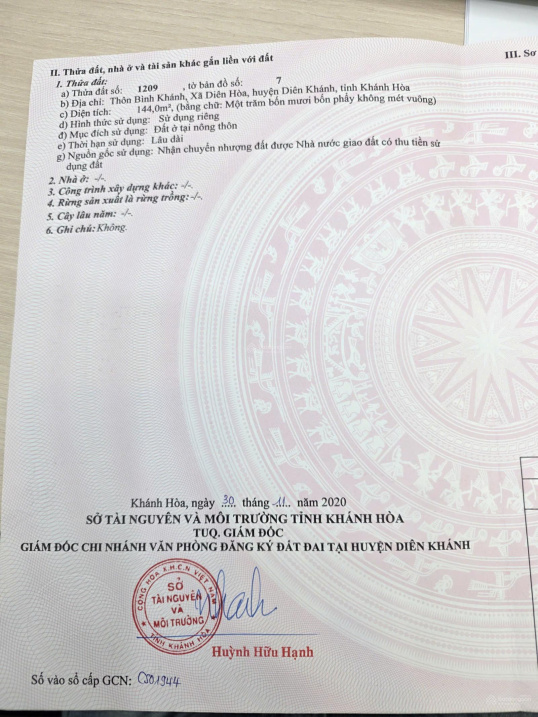 II. Thửa đất, nhà ở và tài sản khác gắn liền với đất
III. Sơ
1. Thửa đất:
a) Thửa đất số: 1209 , tờ bản đồ số: 7
b) Địa chỉ: Thôn Bình Khánh, Xã Diên Hòa, huyện Diên Khánh, tỉnh Khánh Hòa
c) Diện tích: 144,0m², (bằng chữ: Một trăm bốn mươi bốn phẩy không mét vuông)
d) Hình thức sử dụng: Sử dụng riêng
đ) Mục đích sử dụng: Đất ở tại nông thôn
e) Thời hạn sử dụng: Lâu dài
g) Nguồn gốc sử dụng: Nhận chuyển nhượng đất được Nhà nước giao đất có thu tiền sử
dụng đất
2. Nhà ở: -/-.
3. Công trình xây dựng khác: -/-.
4. Rừng sản xuất là rừng trồng: -/-.
5. Cây lâu năm: -/-.
6. Ghi chú: Không.
Khánh Hòa, ngày 30 tháng 11 năm 2020
SỞ TÀI NGUYÊN VÀ MÔI TRƯỜNG TỈNH KHÁNH HÒA
TUQ. GIÁM ĐỐC
GIÁM ĐỐC CHI NHÁNH VĂN PHÒNG ĐĂNG KÝ ĐẤT ĐAI TẠI HUYỆN DIÊN KHÁNH
CỘNG HÒA X.H.C.N VIỆT NAM
SỞ
TÀI NGUYÊN
VÀ
MÔI TRƯỜNG
TỈNH KHÁNH HÒA
Huỳnh Hữu Hạnh
Số vào sổ cấp GCN: CS01944